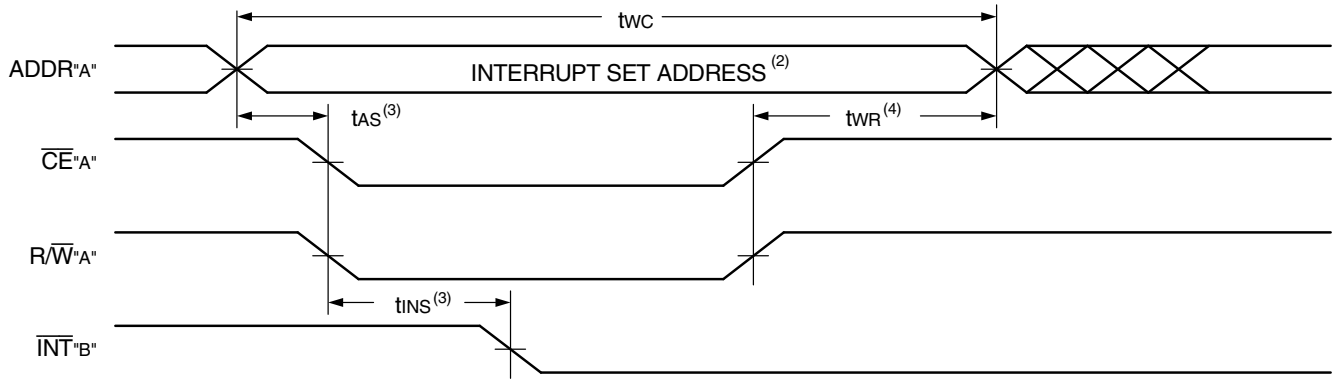 tWC
ADDR"A"
INTERRUPT SET ADDRESS(2)
tAS(3)
tWR(4)
CE"A"
R/W"A"
tINS(3)
INT"B"